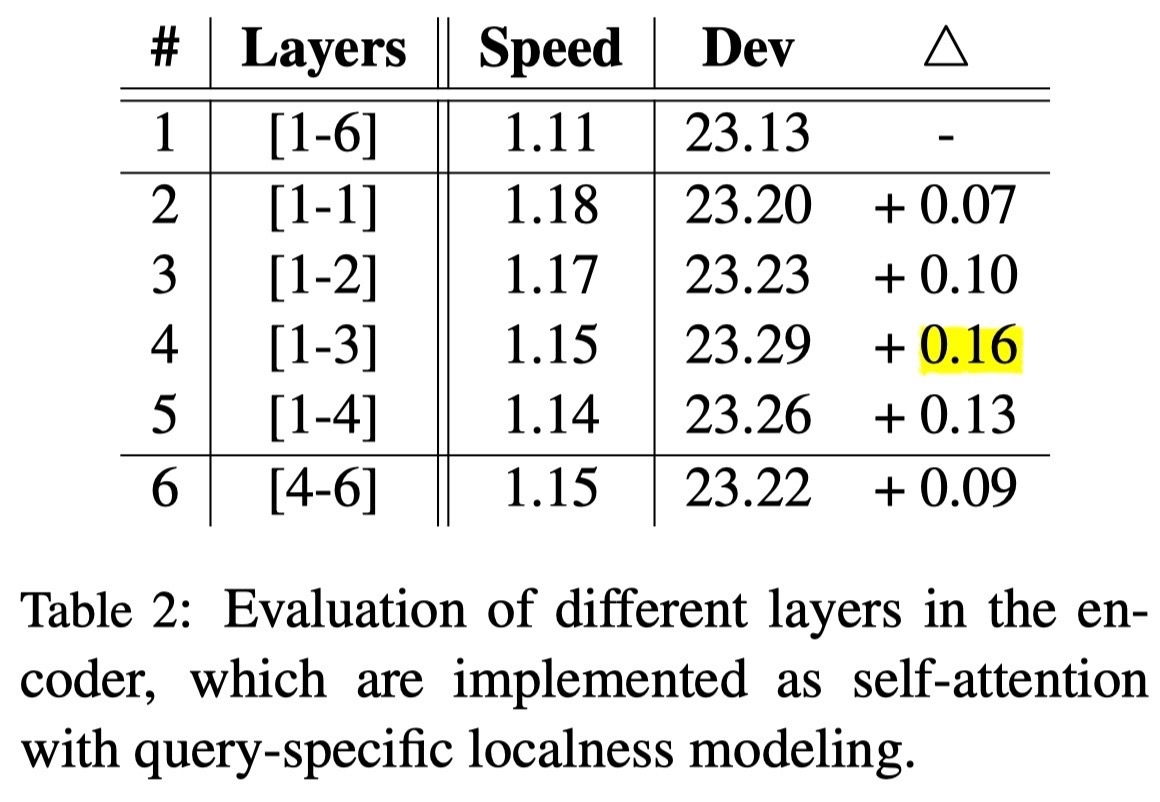 # Layers Speed Dev △
1 [1-6] 1.11 23.13 -
2 [1-1] 1.18 23.20 + 0.07
3 [1-2] 1.17 23.23 + 0.10
4 [1-3] 1.15 23.29 + 0.16
5 [1-4] 1.14 23.26 + 0.13
6 [4-6] 1.15 23.22 + 0.09
Table 2: Evaluation of different layers in the en-
coder, which are implemented as self-attention
with query-specific localness modeling.